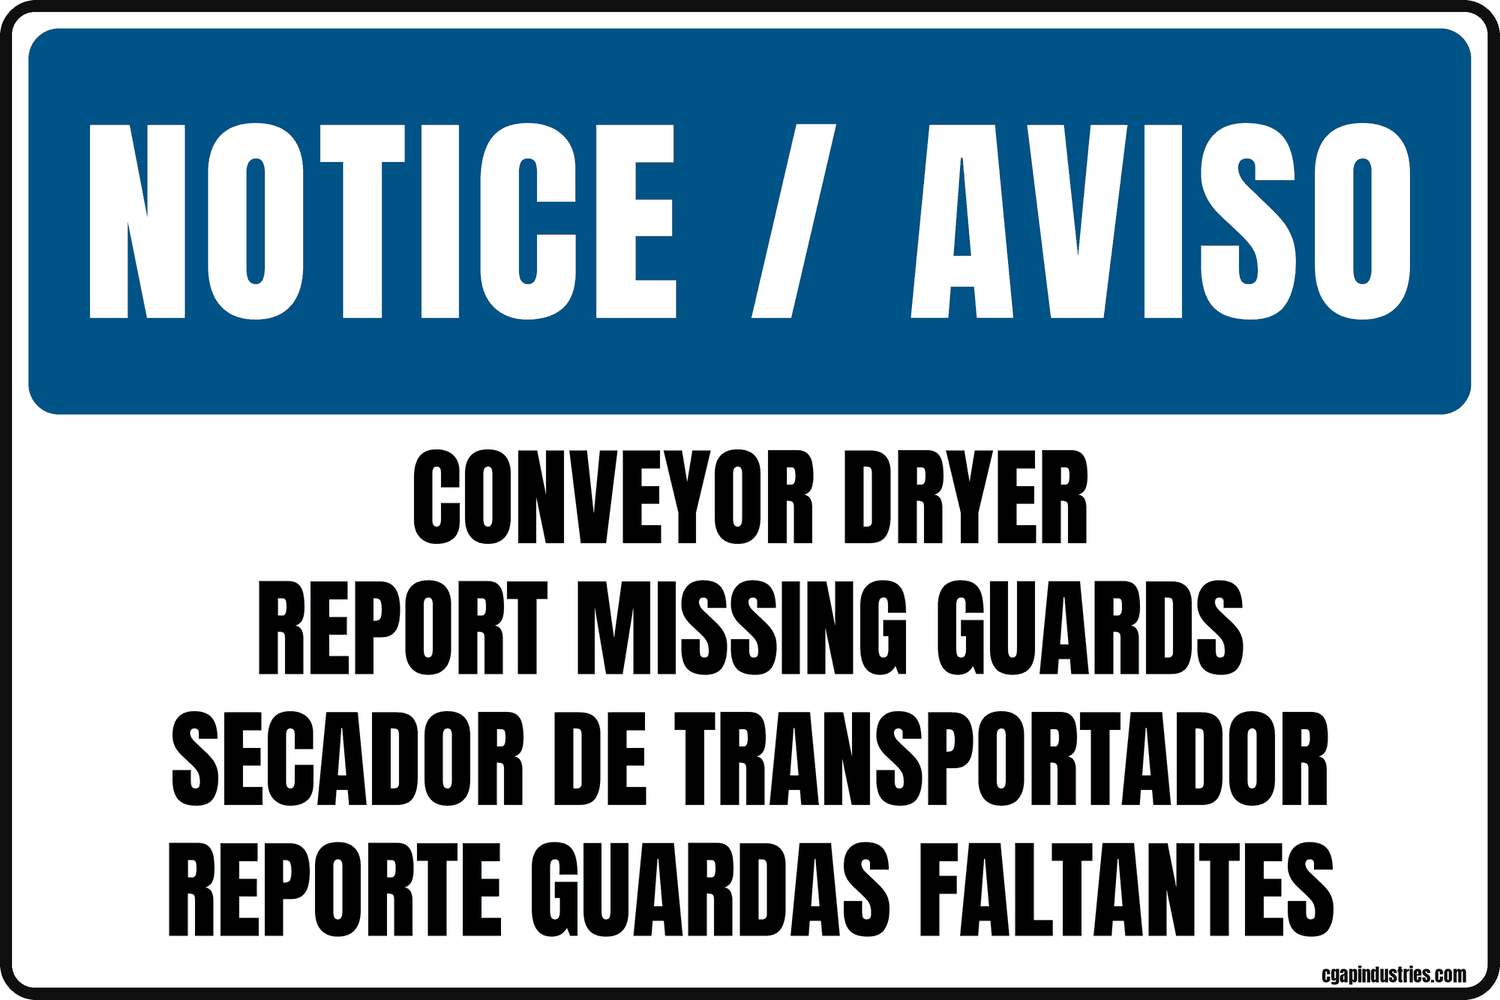 NOTICE / AVISO
CONVEYOR DRYER
REPORT MISSING GUARDS
SECADOR DE TRANSPORTADOR
REPORTE GUARDAS FALTANTES
cgapindustries.com